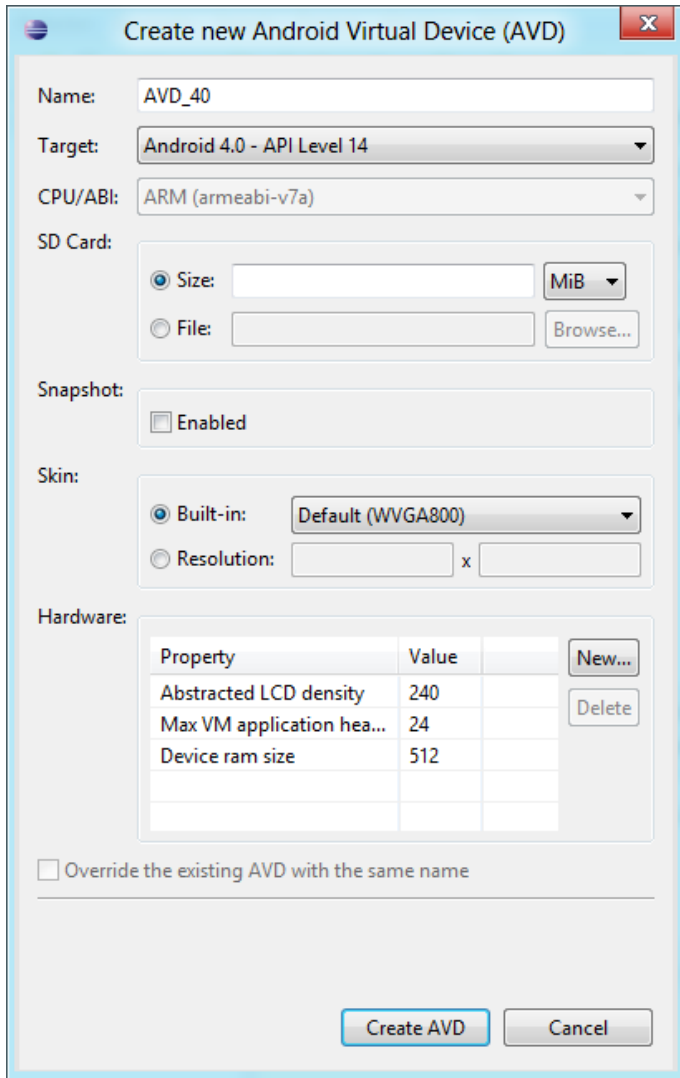 Create new Android Virtual Device (AVD)
x
Name: AVD_40
Target: Android 4.0 - API Level 14
CPU/ABI: ARM (armeabi-v7a)
SD Card:
Size: MiB
File: Browse...
Snapshot:
Enabled
Skin:
Built-in: Default (WVGA800)
Resolution: x
Hardware:
Property Value New...
Abstracted LCD density 240 Delete
Max VM application hea... 24
Device ram size 512
Override the existing AVD with the same name
Create AVD Cancel